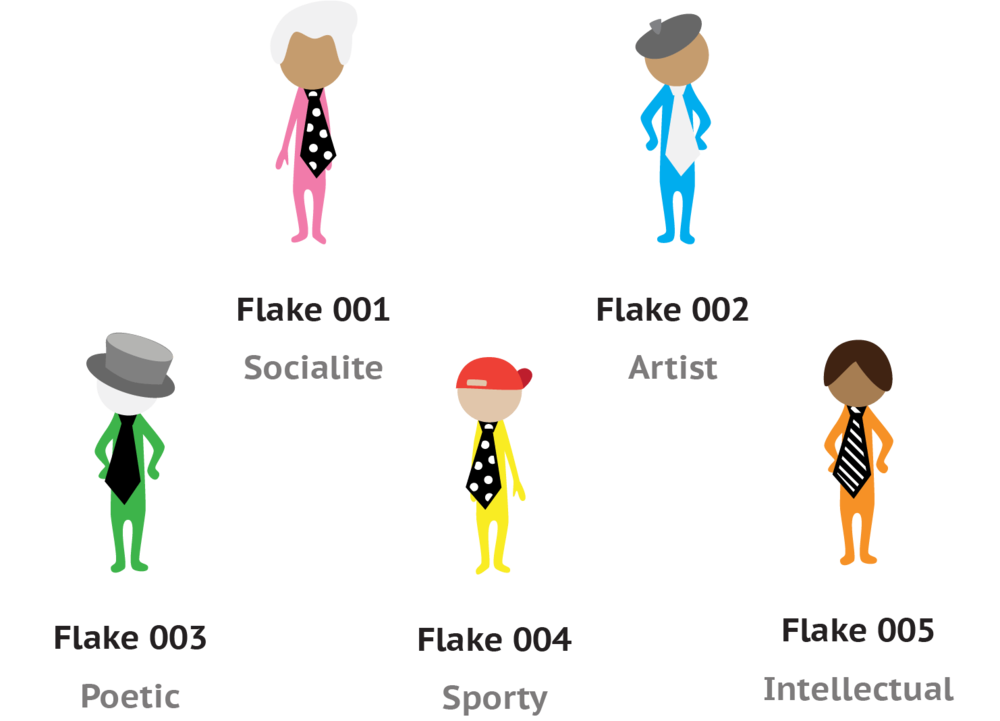 Flake 001
Socialite
Flake 002
Artist
Flake 003
Poetic
Flake 004
Sporty
Flake 005
Intellectual